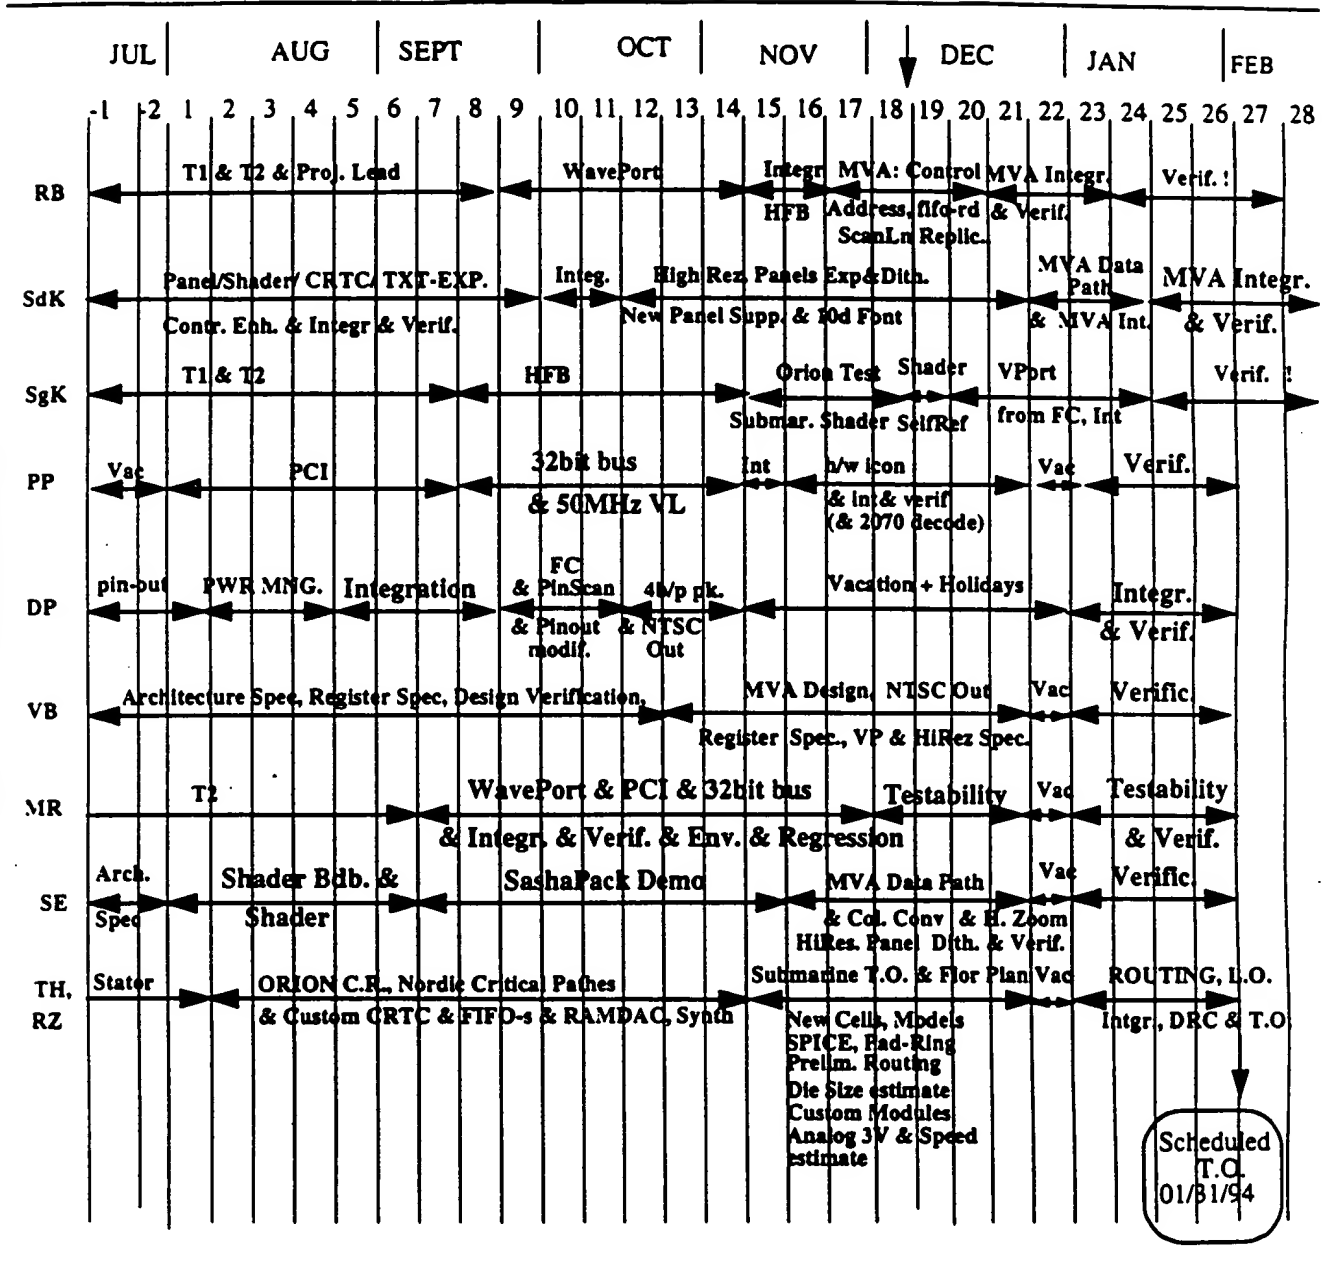 JUL AUG SEPT OCT NOV DEC JAN FEB
-1 -2 1 2 3 4 5 6 7 8 9 10 11 12 13 14 15 16 17 18 19 20 21 22 23 24 25 26 27 28
RB
T1 & T2 & Proj. Lead
WavePort
Integr
HFB
MVA: Control
Address, fifo-rd
ScanLn Replic.
MVA Integr.
& Verif.
Verif. !
SdK
Panel/Shader/ CRTC/ TXT-EXP.
Contr. Enh. & Integr & Verif.
Integ.
High Rez. Panels Exp&Dith.
New Panel Supp. & 10d Font
MVA Data
Path
& MVA Int.
MVA Integr.
& Verif.
SgK
T1 & T2
HFB
Orion Test
Submar. Shader
Shader
SelfRef
VPort
from FC, Int
Verif. !
PP
Vac
PCI
32bit bus
& 50MHz VL
Int
h/w icon
& int & verif
(& 2070 decode)
Vac
Verif.
DP
pin-out
PWR MNG.
Integration
FC
& PinScan
& Pinout
modif.
4b/p pk.
& NTSC
Out
Vacation + Holidays
Integr.
& Verif.
VB
Architecture Spec, Register Spec, Design Verification,
MVA Design, NTSC Out
Register Spec., VP & HiRez Spec.
Vac
Verific.
MR
T2
WavePort & PCI & 32bit bus
& Integr. & Verif. & Env. & Regression
Testability
Vac
Testability
& Verif.
SE
Arch.
Spec
Shader Bdb. &
Shader
SashaPack Demo
MVA Data Path
& Col. Conv & H. Zoom
HiRes. Panel Dith. & Verif.
Vac
Verific.
TH,
RZ
Stator
ORION C.R., Nordic Critical Pathes
& Custom CRTC & FIFO-s & RAMDAC, Synth
Submarine T.O. & Flor Plan
New Cells, Models
SPICE, Pad-Ring
Prelim. Routing
Die Size estimate
Custom Modules
Analog 3V & Speed
estimate
Vac
ROUTING, L.O.
Intgr., DRC & T.O
Scheduled
T.O.
01/31/94